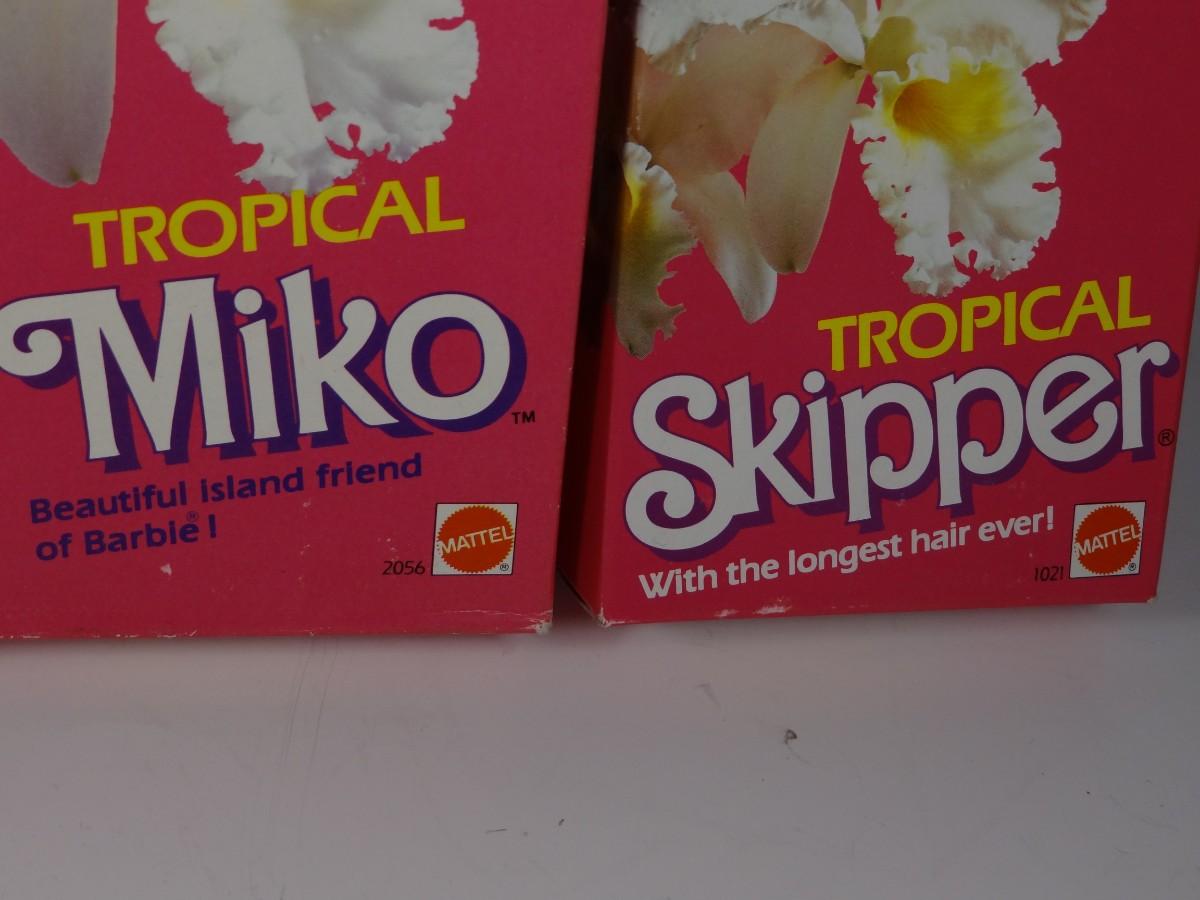 TROPICAL
Miko™
Beautiful island friend
of Barbie®!
2056
MATTEL®
TROPICAL
Skipper®
With the longest hair ever!
1021
MATTEL®